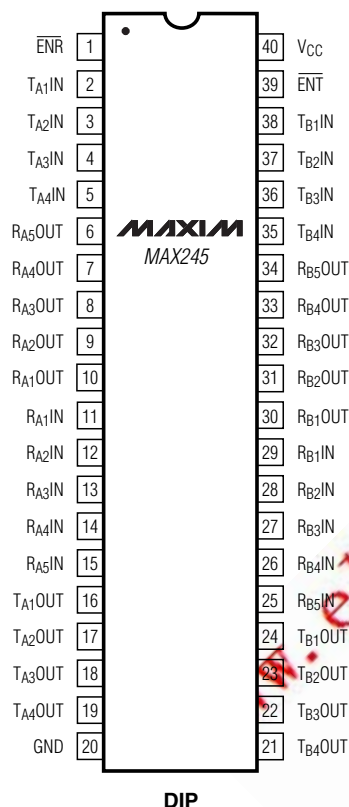 ENR 1 40 VCC
TA1IN 2 39 ENT
TA2IN 3 38 TB1IN
TA3IN 4 37 TB2IN
TA4IN 5 36 TB3IN
RA5OUT 6 MAXIM 35 TB4IN
RA4OUT 7 MAX245 34 RB5OUT
RA3OUT 8 33 RB4OUT
RA2OUT 9 32 RB3OUT
RA1OUT 10 31 RB2OUT
RA1IN 11 30 RB1OUT
RA2IN 12 29 RB1IN
RA3IN 13 28 RB2IN
RA4IN 14 27 RB3IN
RA5IN 15 26 RB4IN
TA1OUT 16 25 RB5IN
TA2OUT 17 24 TB1OUT
TA3OUT 18 23 TB2OUT
TA4OUT 19 22 TB3OUT
GND 20 21 TB4OUT
DIP